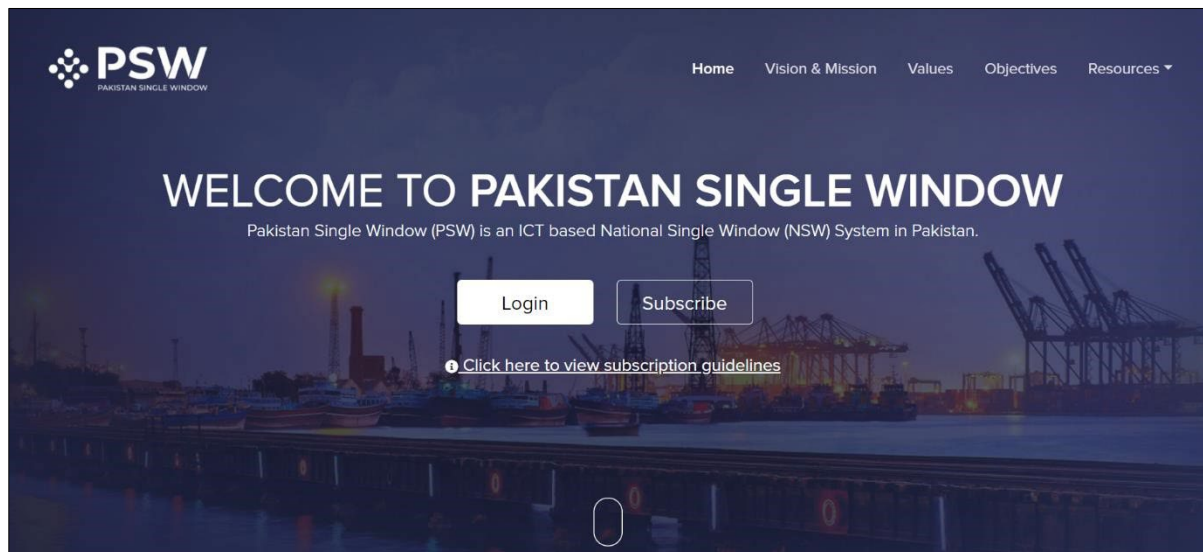 PSW
PAKISTAN SINGLE WINDOW
Home Vision & Mission Values Objectives Resources
WELCOME TO PAKISTAN SINGLE WINDOW
Pakistan Single Window (PSW) is an ICT based National Single Window (NSW) System in Pakistan.
Login Subscribe
Click here to view subscription guidelines